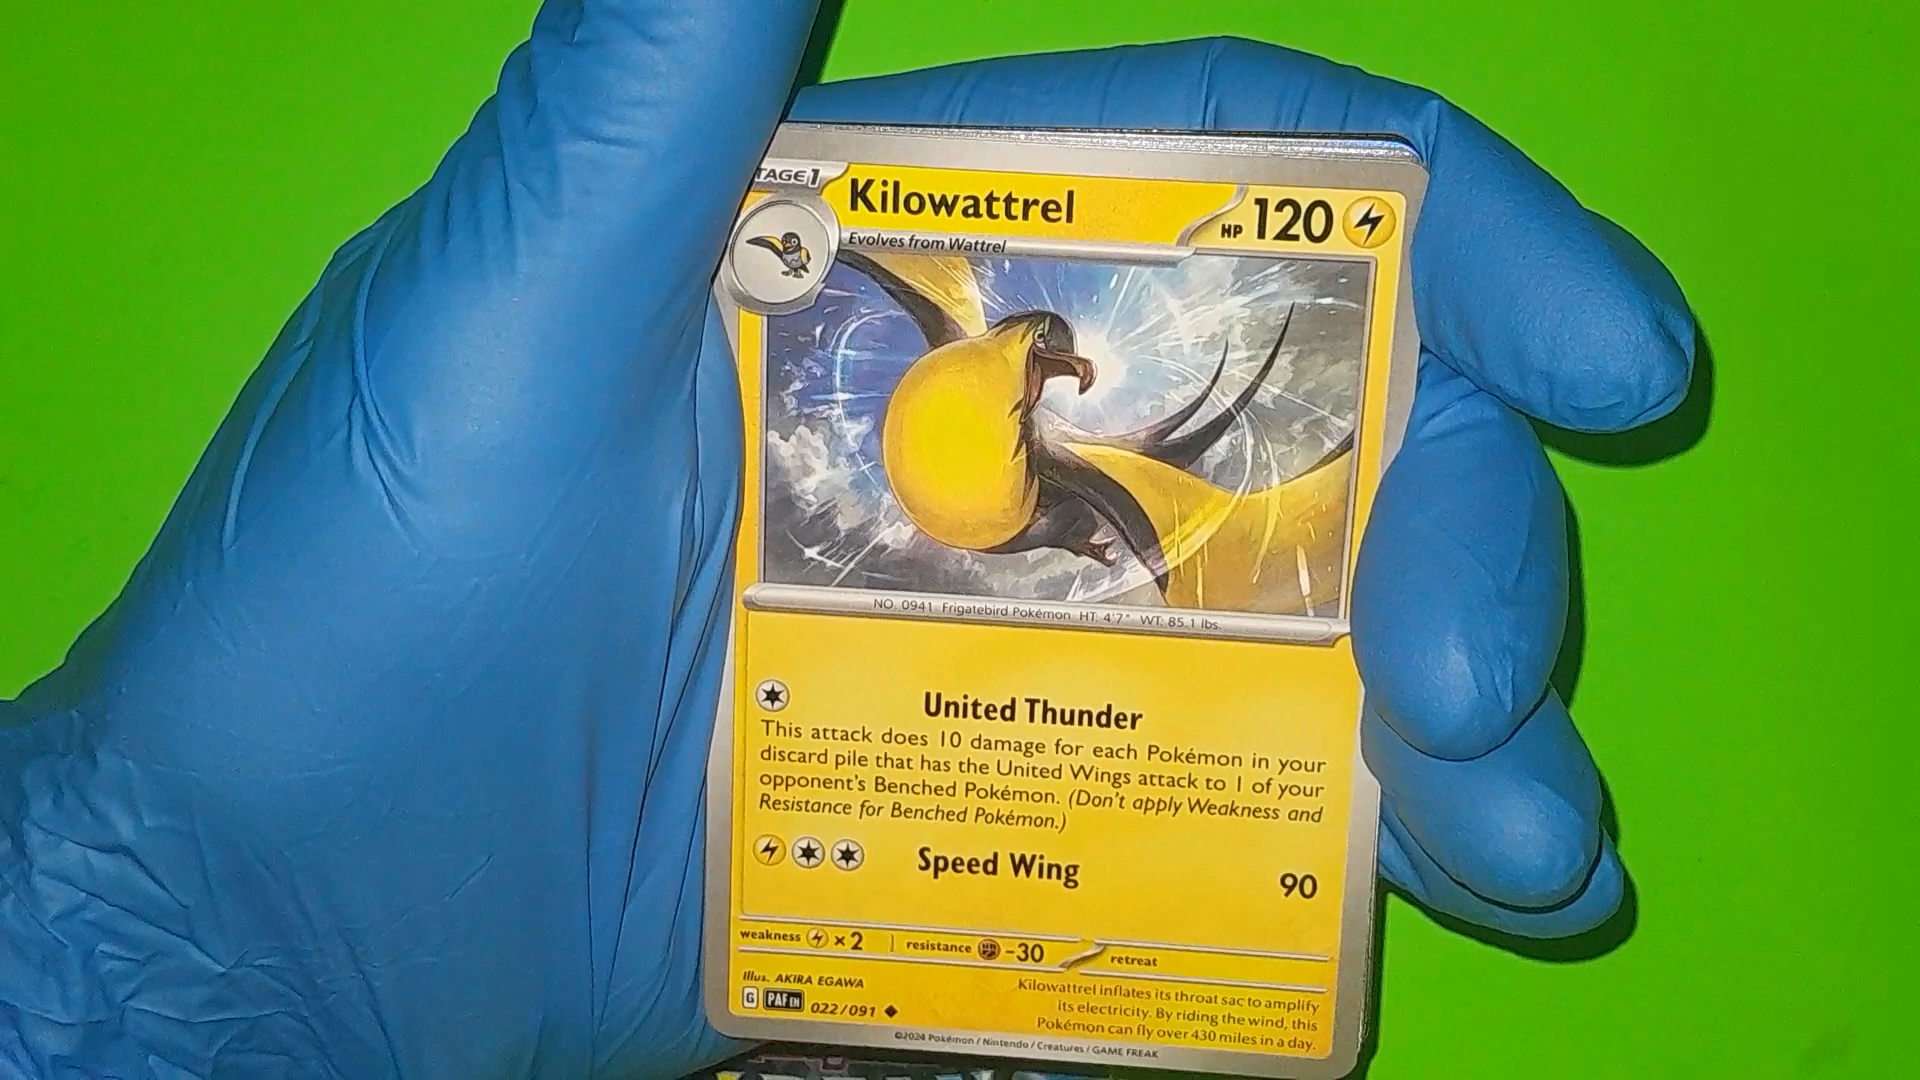 TAGE1
Kilowattrel
HP 120
Evolves from Wattrel
NO. 0941 Frigatebird Pokémon HT: 4'7" WT: 85.1 lbs.
United Thunder
This attack does 10 damage for each Pokémon in your
discard pile that has the United Wings attack to 1 of your
opponent's Benched Pokémon. (Don't apply Weakness and
Resistance for Benched Pokémon.)
Speed Wing 90
weakness ×2 resistance -30 retreat
Illus. AKIRA EGAWA
G PAF EN 022/091
Kilowattrel inflates its throat sac to amplify
its electricity. By riding the wind, this
Pokémon can fly over 430 miles in a day.
©2024 Pokémon / Nintendo / Creatures / GAME FREAK